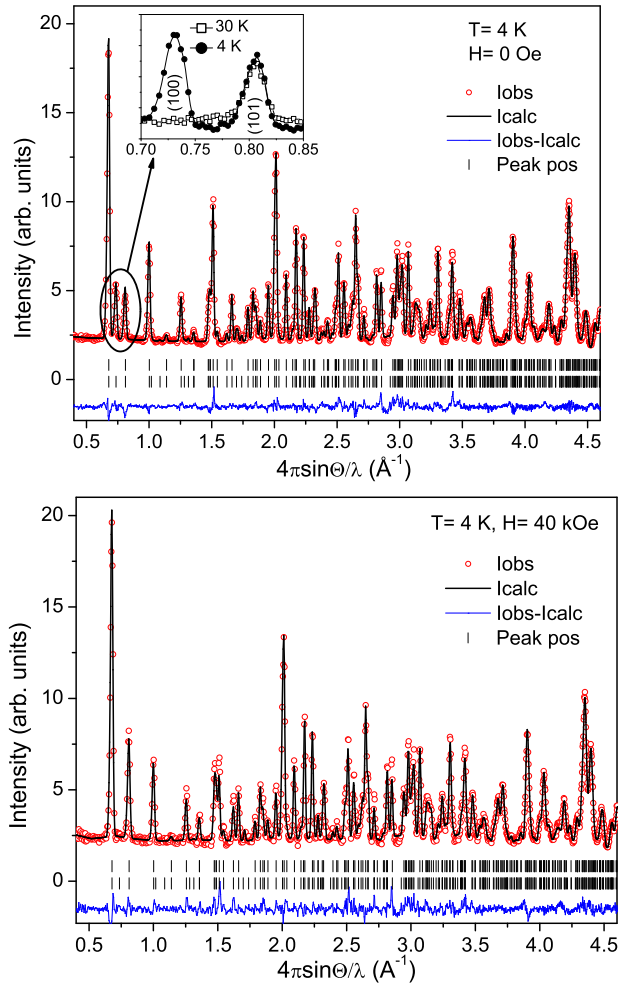 30 K
4 K
(100)
(101)
0.70
0.75
0.80
0.85
T= 4 K
H= 0 Oe
Iobs
Icalc
Iobs-Icalc
Peak pos
Intensity (arb. units)
20
15
10
5
0
0.5
1.0
1.5
2.0
2.5
3.0
3.5
4.0
4.5
4πsinΘ/λ (Å⁻¹)
T= 4 K, H= 40 kOe
Iobs
Icalc
Iobs-Icalc
Peak pos
Intensity (arb. units)
20
15
10
5
0
0.5
1.0
1.5
2.0
2.5
3.0
3.5
4.0
4.5
4πsinΘ/λ (A⁻¹)